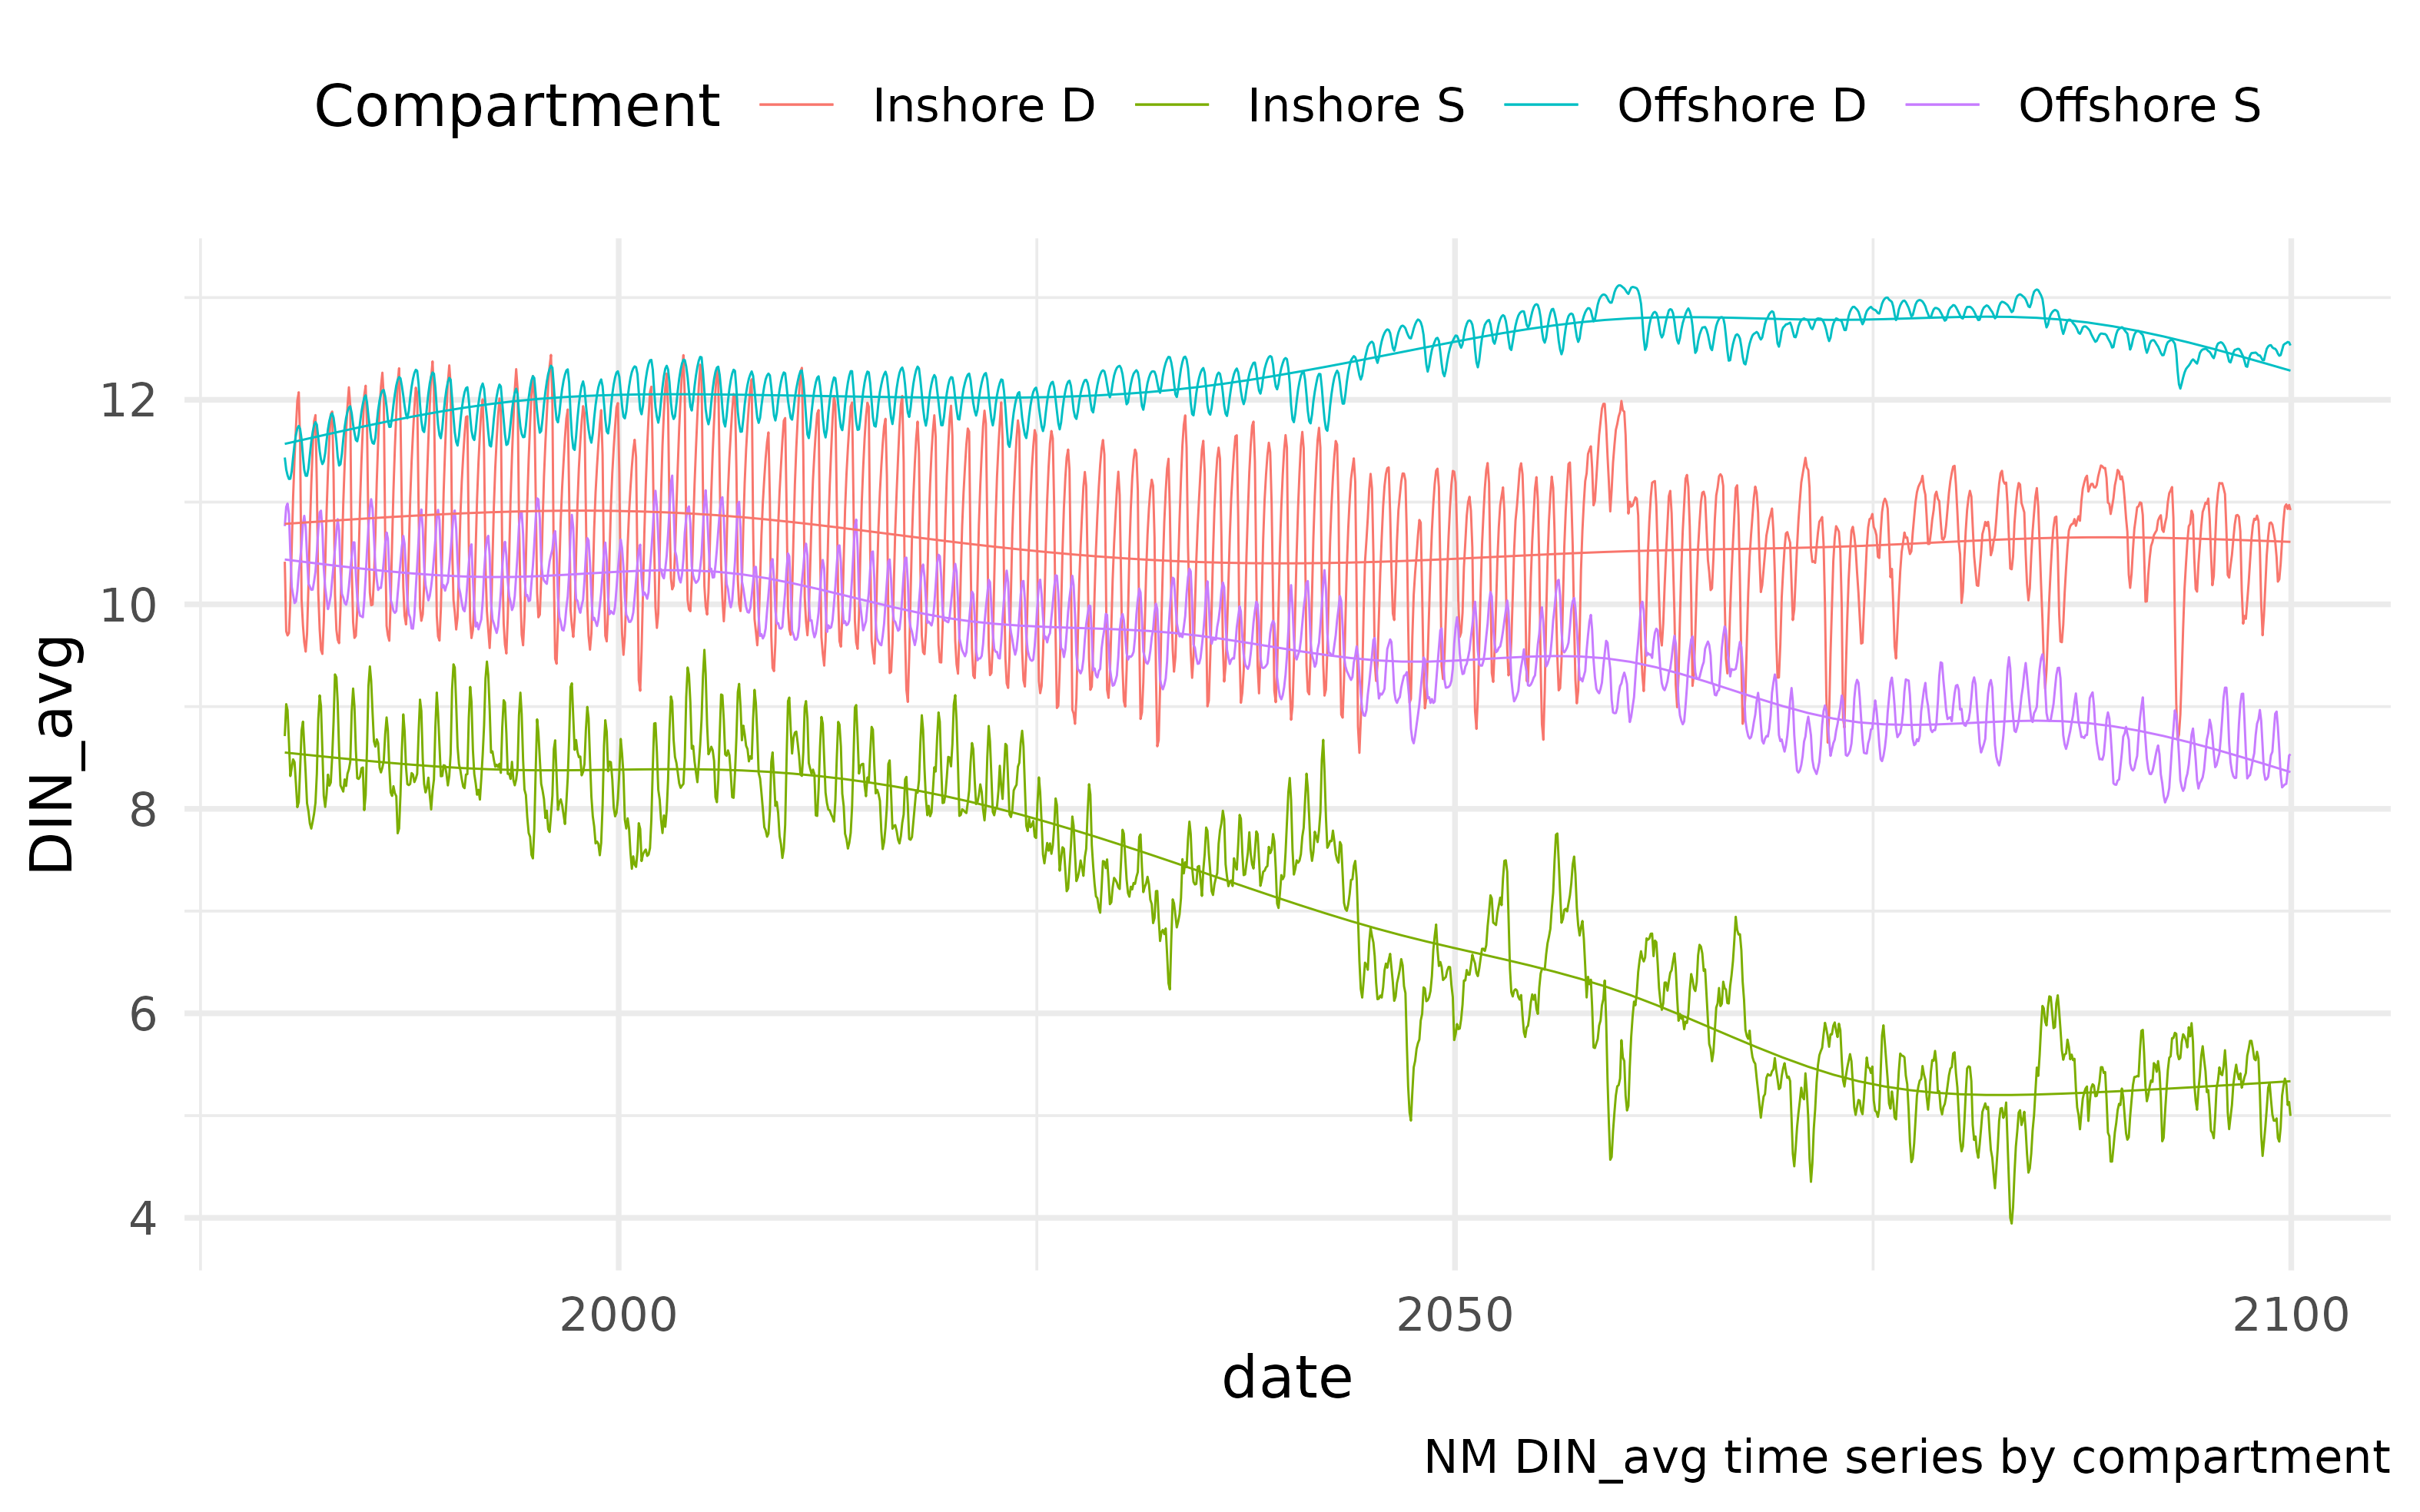 Compartment Inshore D Inshore S Offshore D Offshore S
DIN_avg
12
10
8
6
4
2000 2050 2100
date
NM DIN_avg time series by compartment